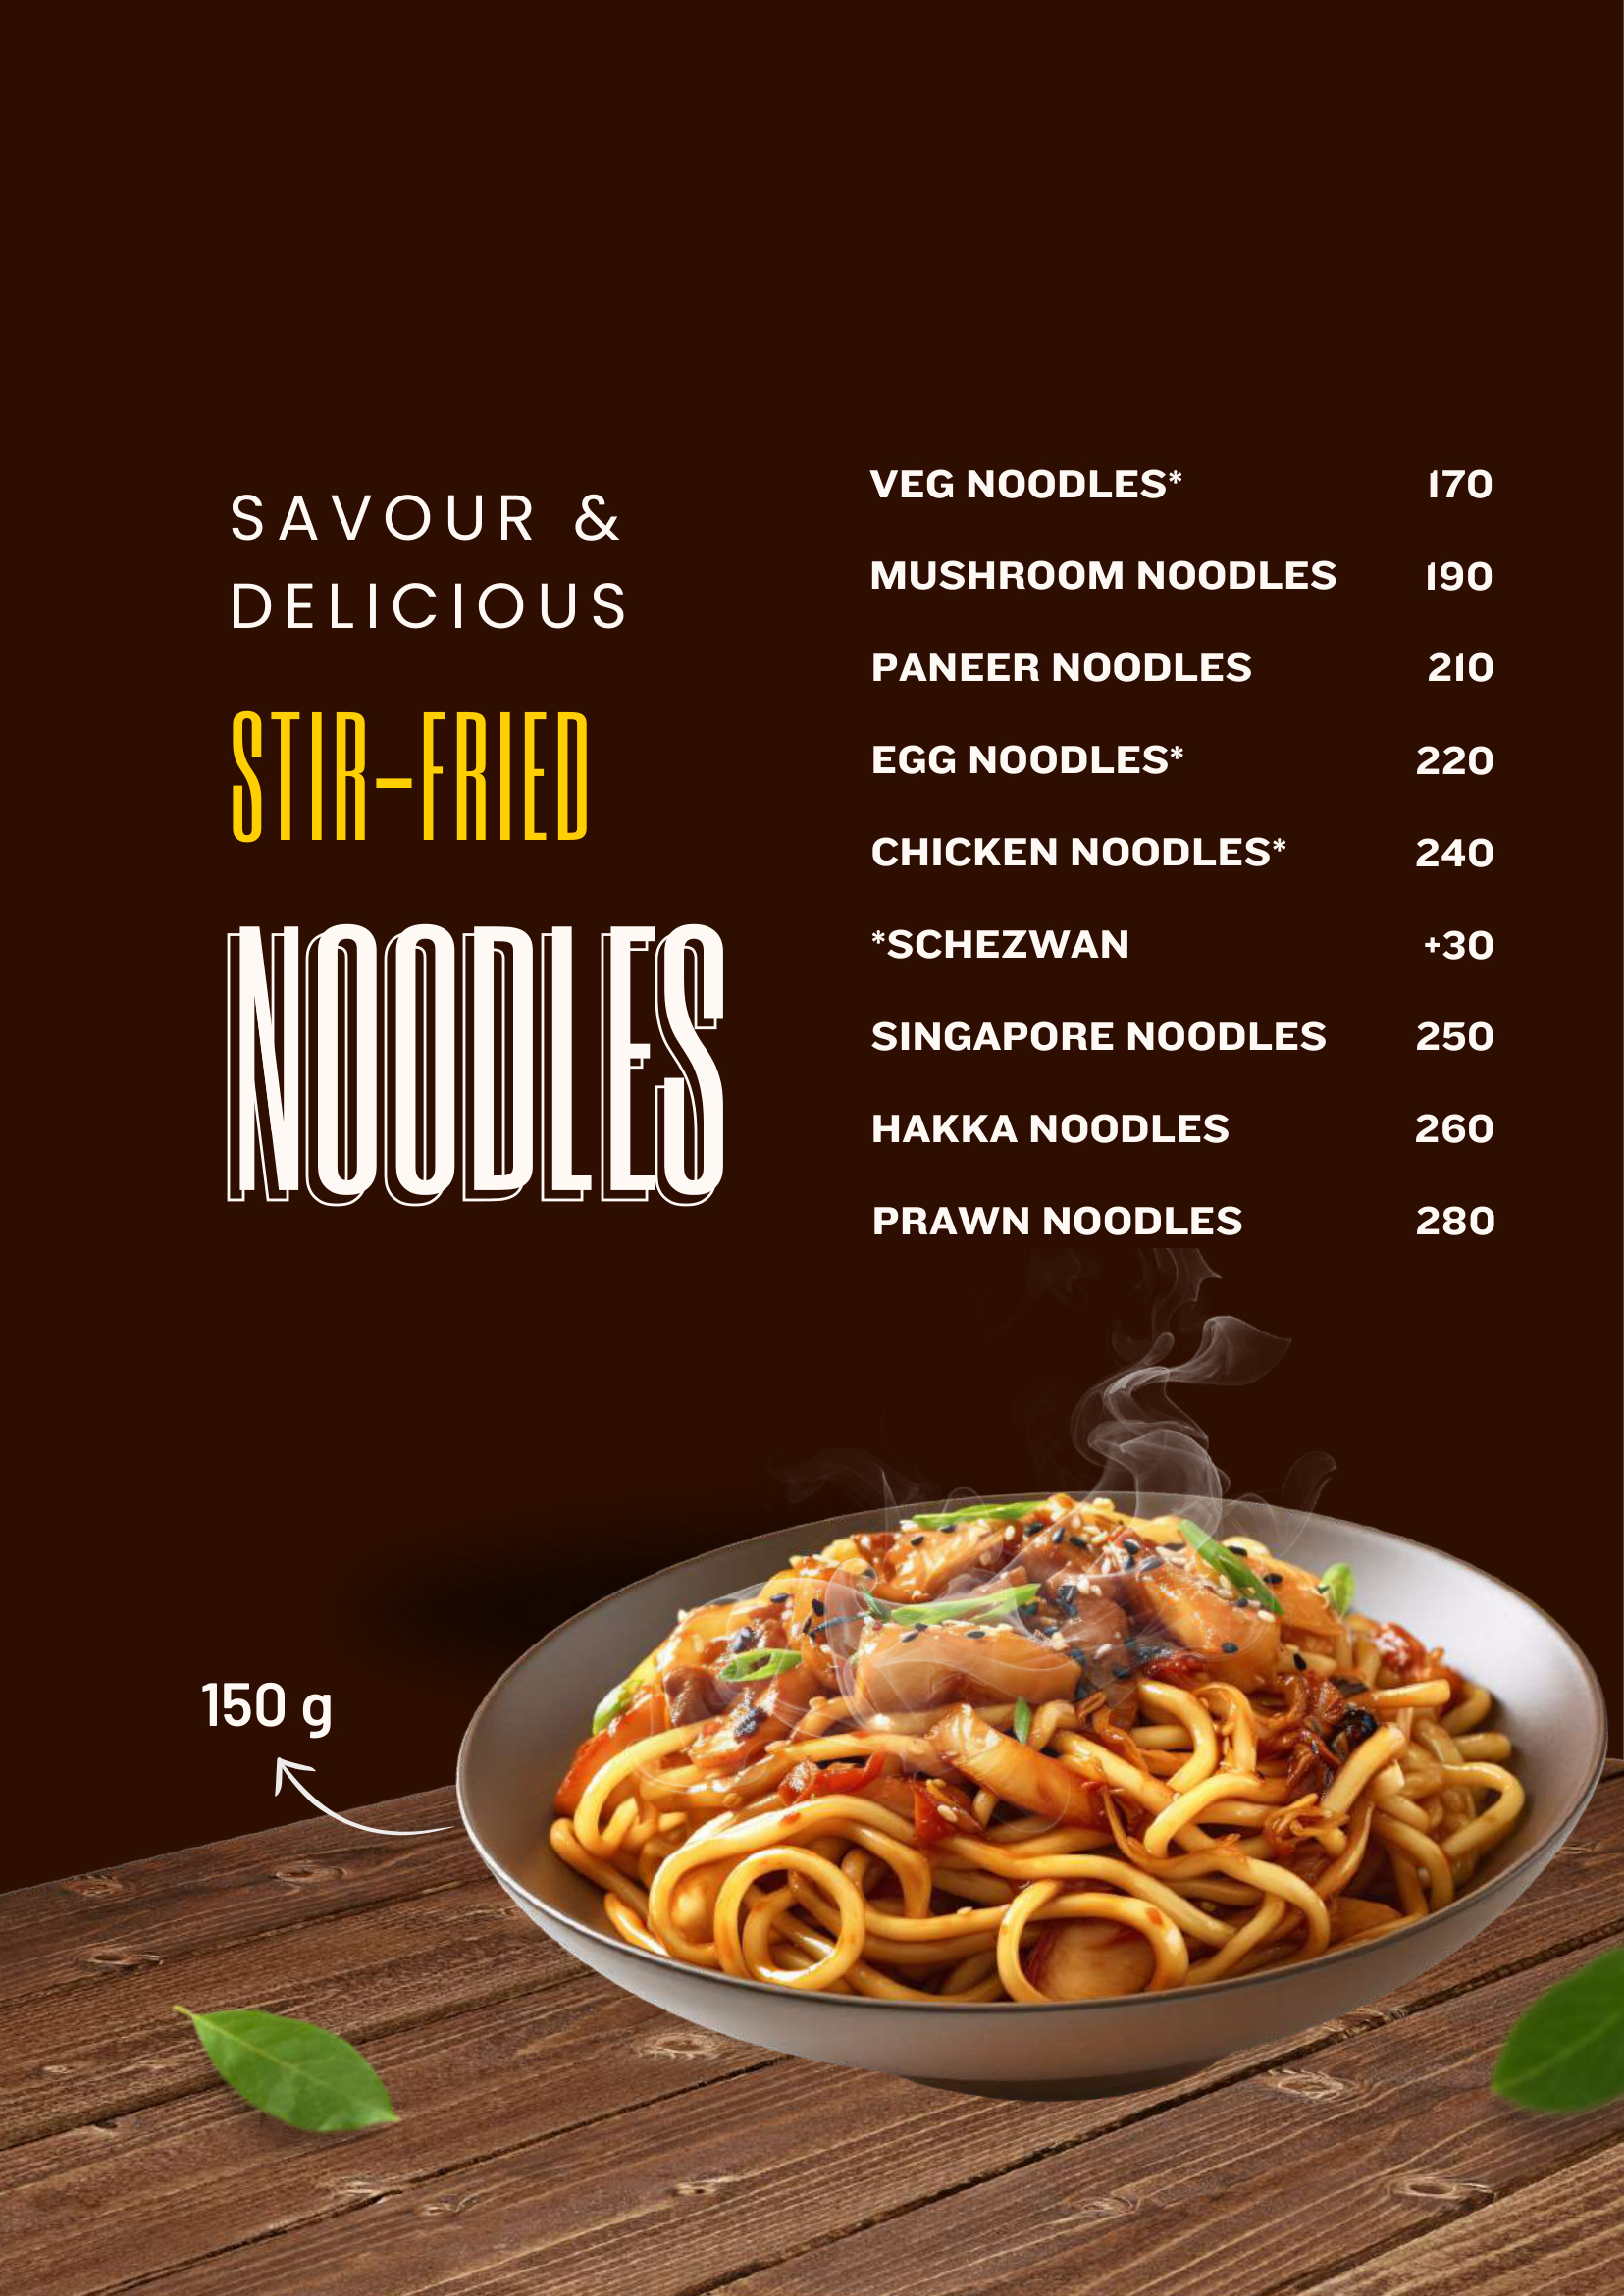 SAVOUR &
DELICIOUS
STIR-FRIED
NOODLES
VEG NOODLES* 170
MUSHROOM NOODLES 190
PANEER NOODLES 210
EGG NOODLES* 220
CHICKEN NOODLES* 240
*SCHEZWAN +30
SINGAPORE NOODLES 250
HAKKA NOODLES 260
PRAWN NOODLES 280
150 g